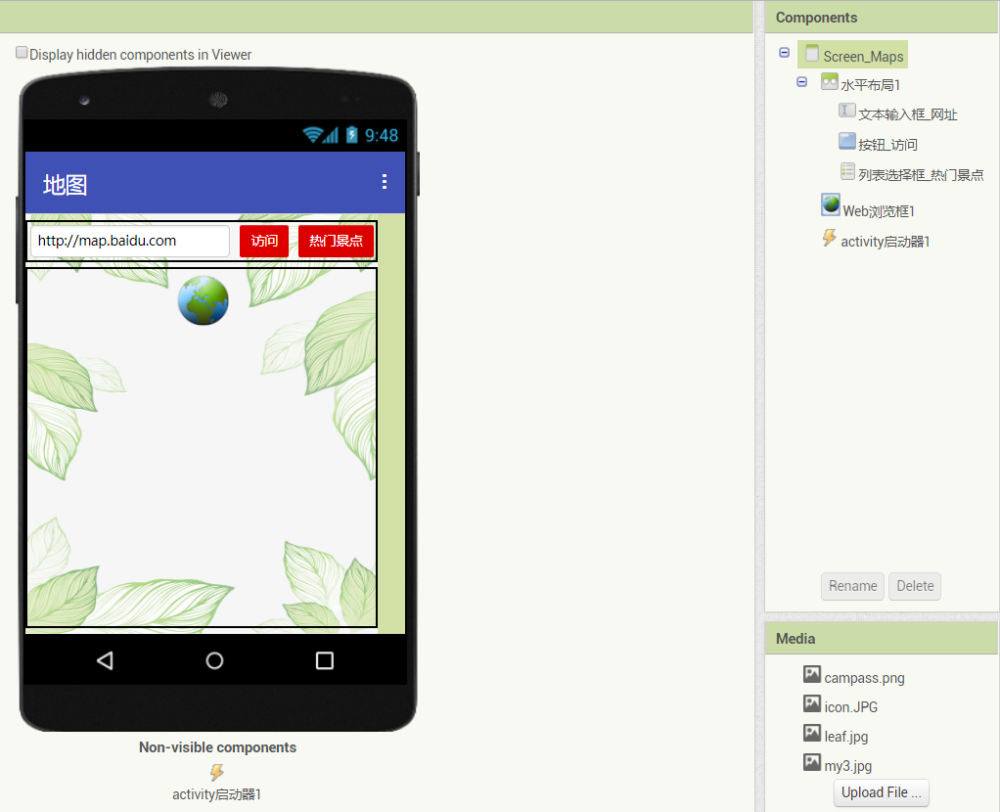 Display hidden components in Viewer
9:48
地图
http://map.baidu.com 访问 热门景点
Non-visible components
activity启动器1
Components
Screen_Maps
水平布局1
文本输入框_网址
按钮_访问
列表选择框_热门景点
Web浏览框1
activity启动器1
Rename Delete
Media
campass.png
icon.JPG
leaf.jpg
my3.jpg
Upload File ...